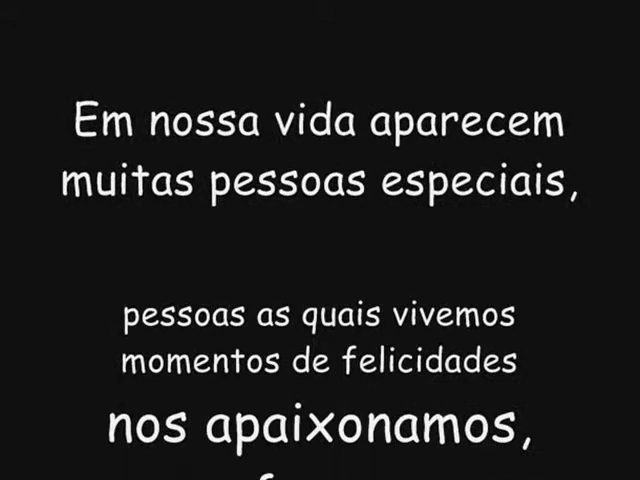 Em nossa vida aparecem
muitas pessoas especiais,
pessoas as quais vivemos
momentos de felicidades
nos apaixonamos,